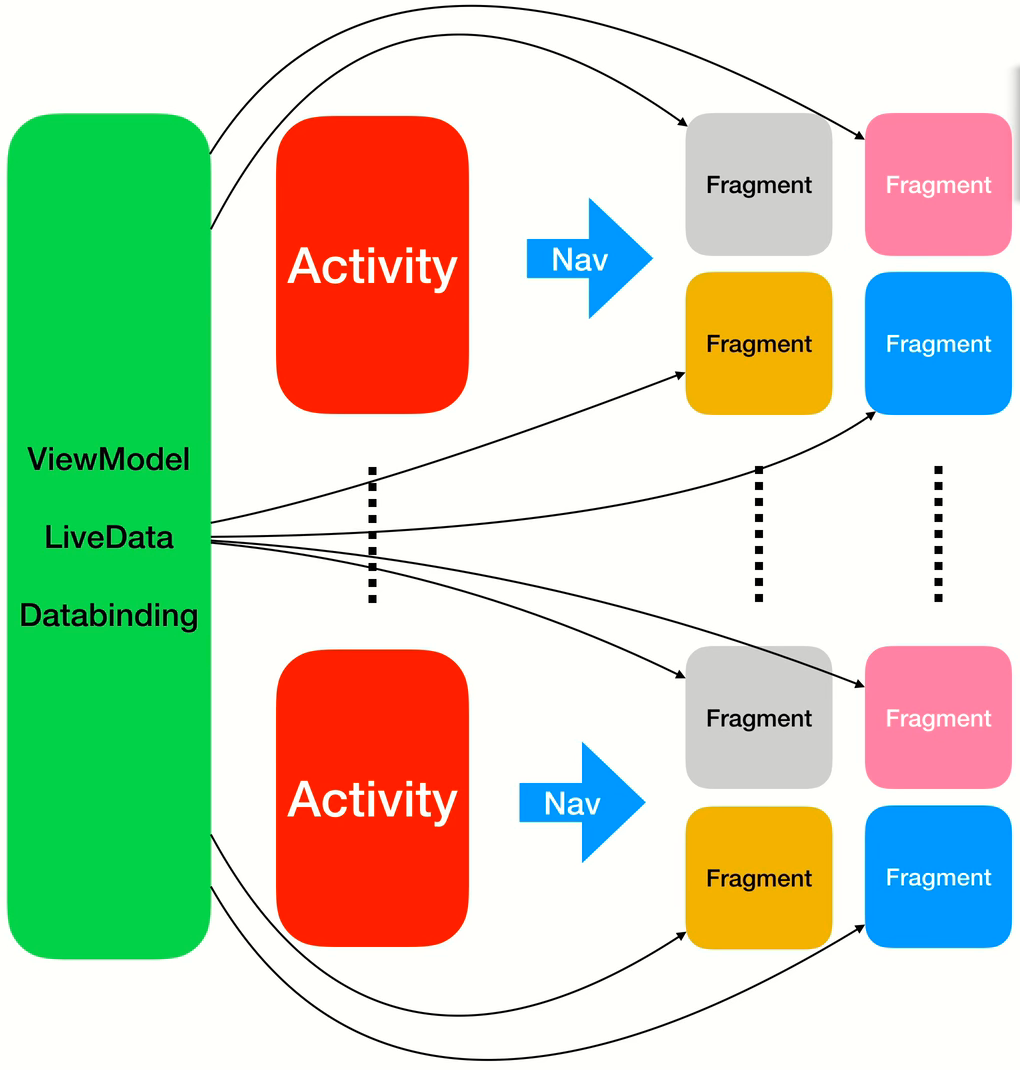 ViewModel
LiveData
Databinding
Activity
Nav
Fragment
Fragment
Fragment
Fragment
Activity
Nav
Fragment
Fragment
Fragment
Fragment